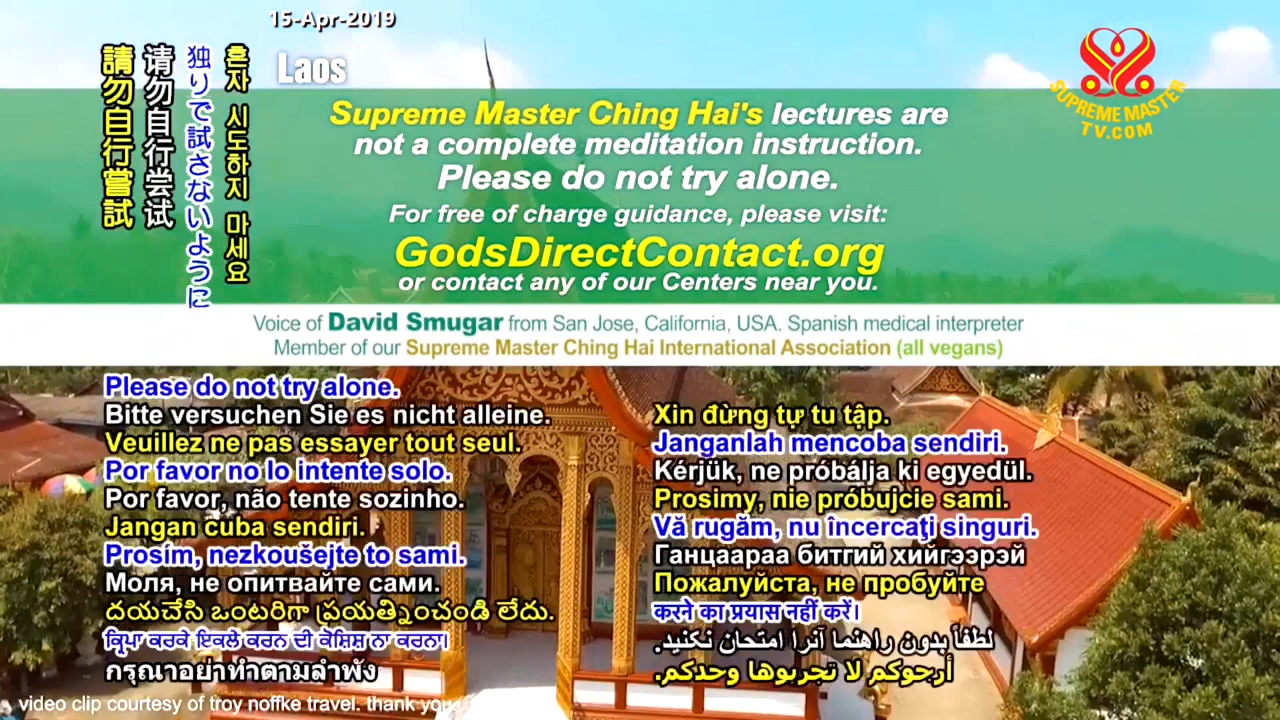 15-Apr-2019
Laos
請勿自行嘗試
请勿自行尝试
独りで試さないように
혼자 시도하지 마세요
SUPREME MASTER
TV.COM
Supreme Master Ching Hai's lectures are
not a complete meditation instruction.
Please do not try alone.
For free of charge guidance, please visit:
GodsDirectContact.org
or contact any of our Centers near you.
Voice of David Smugar from San Jose, California, USA. Spanish medical interpreter
Member of our Supreme Master Ching Hai International Association (all vegans)
Please do not try alone.
Bitte versuchen Sie es nicht alleine.
Veuillez ne pas essayer tout seul.
Por favor no lo intente solo.
Por favor, não tente sozinho.
Jangan cuba sendiri.
Prosím, nezkoušejte to sami.
Моля, не опитвайте сами.
దయచేసి ఒంటరిగా ప్రయత్నించండి లేదు.
ਕ੍ਰਿਪਾ ਕਰਕੇ ਇਕਲੇ ਕਰਨ ਦੀ ਕੋਸ਼ਿਸ਼ ਨਾ ਕਰਨਾ।
กรุณาอย่าทำตามลำพัง
Xin đừng tự tu tập.
Janganlah mencoba sendiri.
Kérjük, ne próbálja ki egyedül.
Prosimy, nie próbujcie sami.
Vă rugăm, nu încercaţi singuri.
Ганцаараа битгий хийгээрэй
Пожалуйста, не пробуйте
करने का प्रयास नहीं करें।
لطفاً بدون راهنما آنرا امتحان نکنید.
أرجوكم لا تجربوها وحدكم.
video clip courtesy of troy noffke travel. thank you